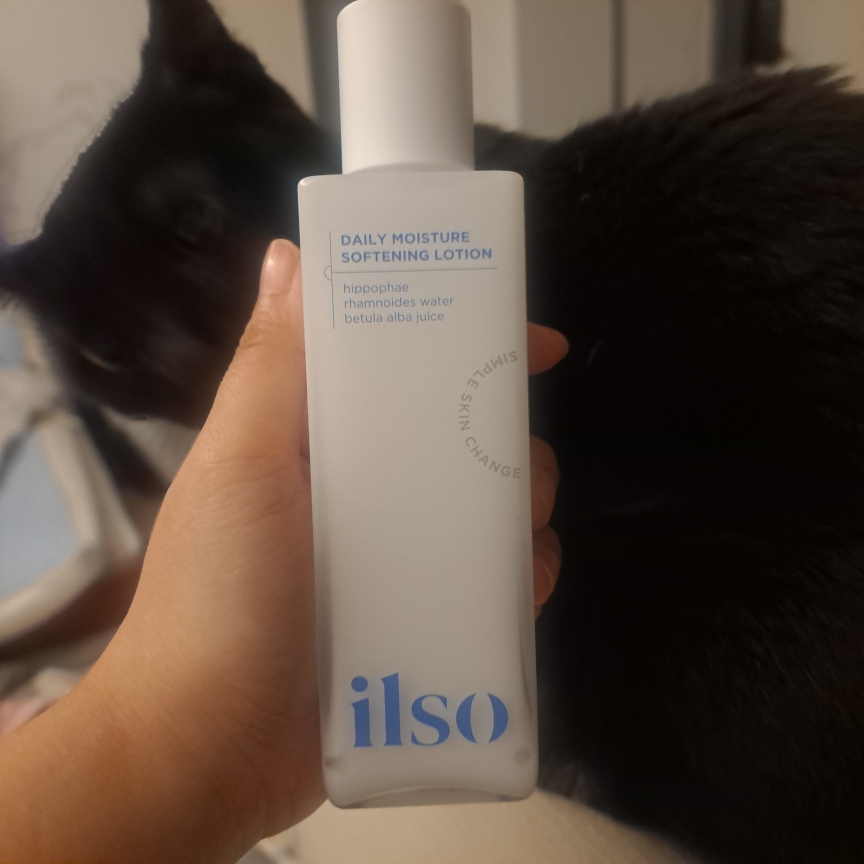 DAILY MOISTURE
SOFTENING LOTION
hippophae
rhamnoides water
betula alba juice
SIMPLE SKIN CHANGE
ilso